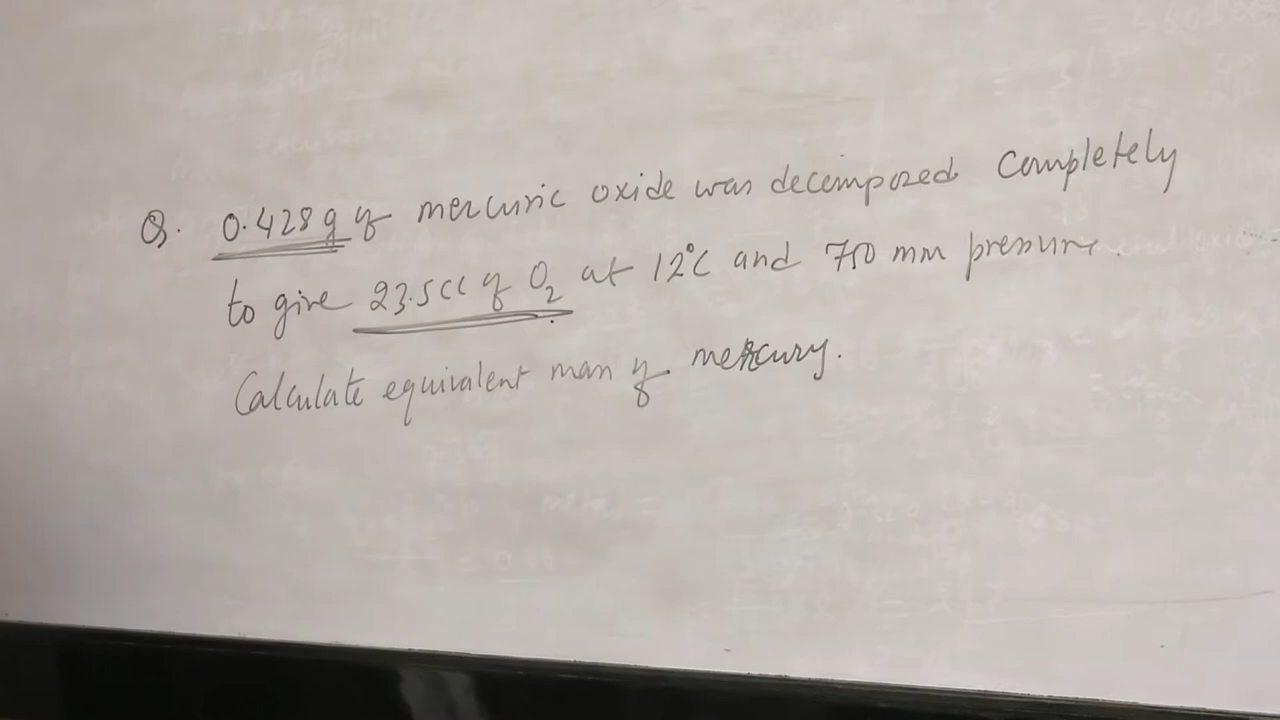 Q. 0.428g of mercuric oxide was decomposed completely
to give 23.5cc of O2 at 12°C and 750 mm pressure.
Calculate equivalent mass of mercury.